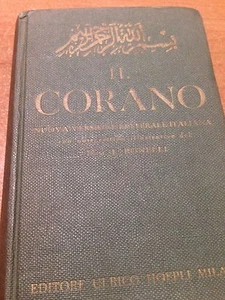 بسم الله الرحمن الرحيم
IL
CORANO
NUOVA VERSIONE LETTERALE ITALIANA
EDITORE ULRICO HOEPLI MILA